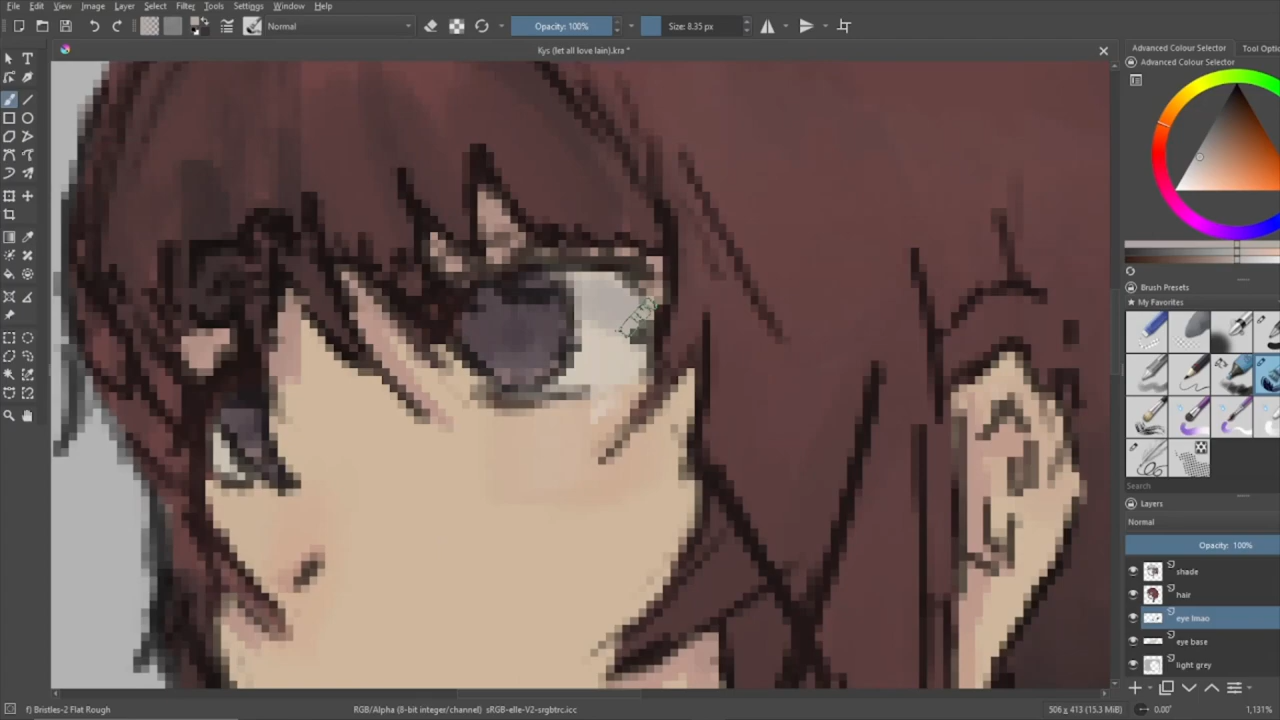 File Edit View Image Layer Select Filter Tools Settings Window Help
Normal Opacity: 100% Size: 8.35 px
Kys (let all love lain).kra *
Advanced Colour Selector Tool Optio
Advanced Colour Selector
Brush Presets
My Favorites
Search
Layers
Normal
Opacity: 100%
shade
hair
eye lmao
eye base
light grey
f) Bristles-2 Flat Rough RGB/Alpha (8-bit integer/channel) sRGB-elle-V2-srgbtrc.icc 506 x 413 (15.3 MiB) 0.00° 1,131%